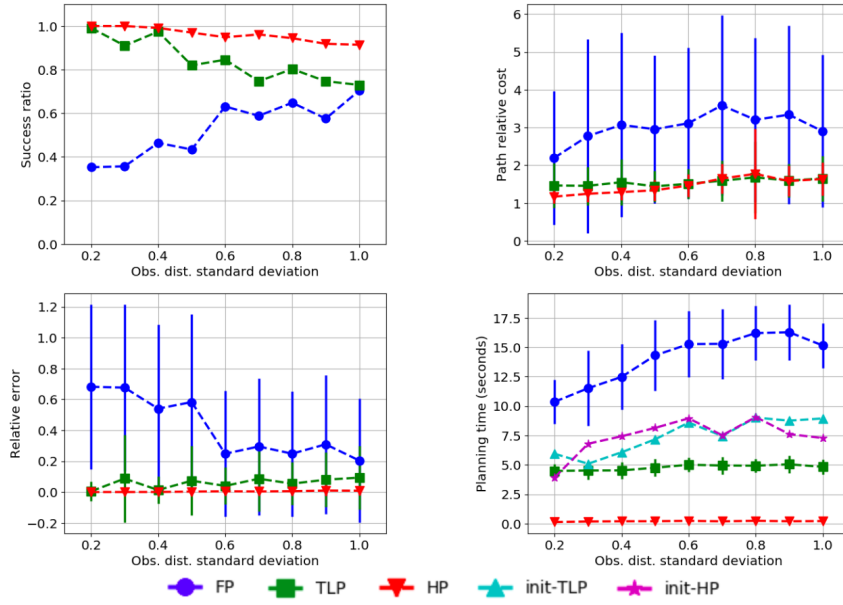 Success ratio
1.0
0.8
0.6
0.4
0.2
0.0
0.2 0.4 0.6 0.8 1.0
Obs. dist. standard deviation
Path relative cost
6
5
4
3
2
1
0
0.2 0.4 0.6 0.8 1.0
Obs. dist. standard deviation
Relative error
1.2
1.0
0.8
0.6
0.4
0.2
0.0
−0.2
0.2 0.4 0.6 0.8 1.0
Obs. dist. standard deviation
Planning time (seconds)
17.5
15.0
12.5
10.0
7.5
5.0
2.5
0.0
0.2 0.4 0.6 0.8 1.0
Obs. dist. standard deviation
FP TLP HP init-TLP init-HP